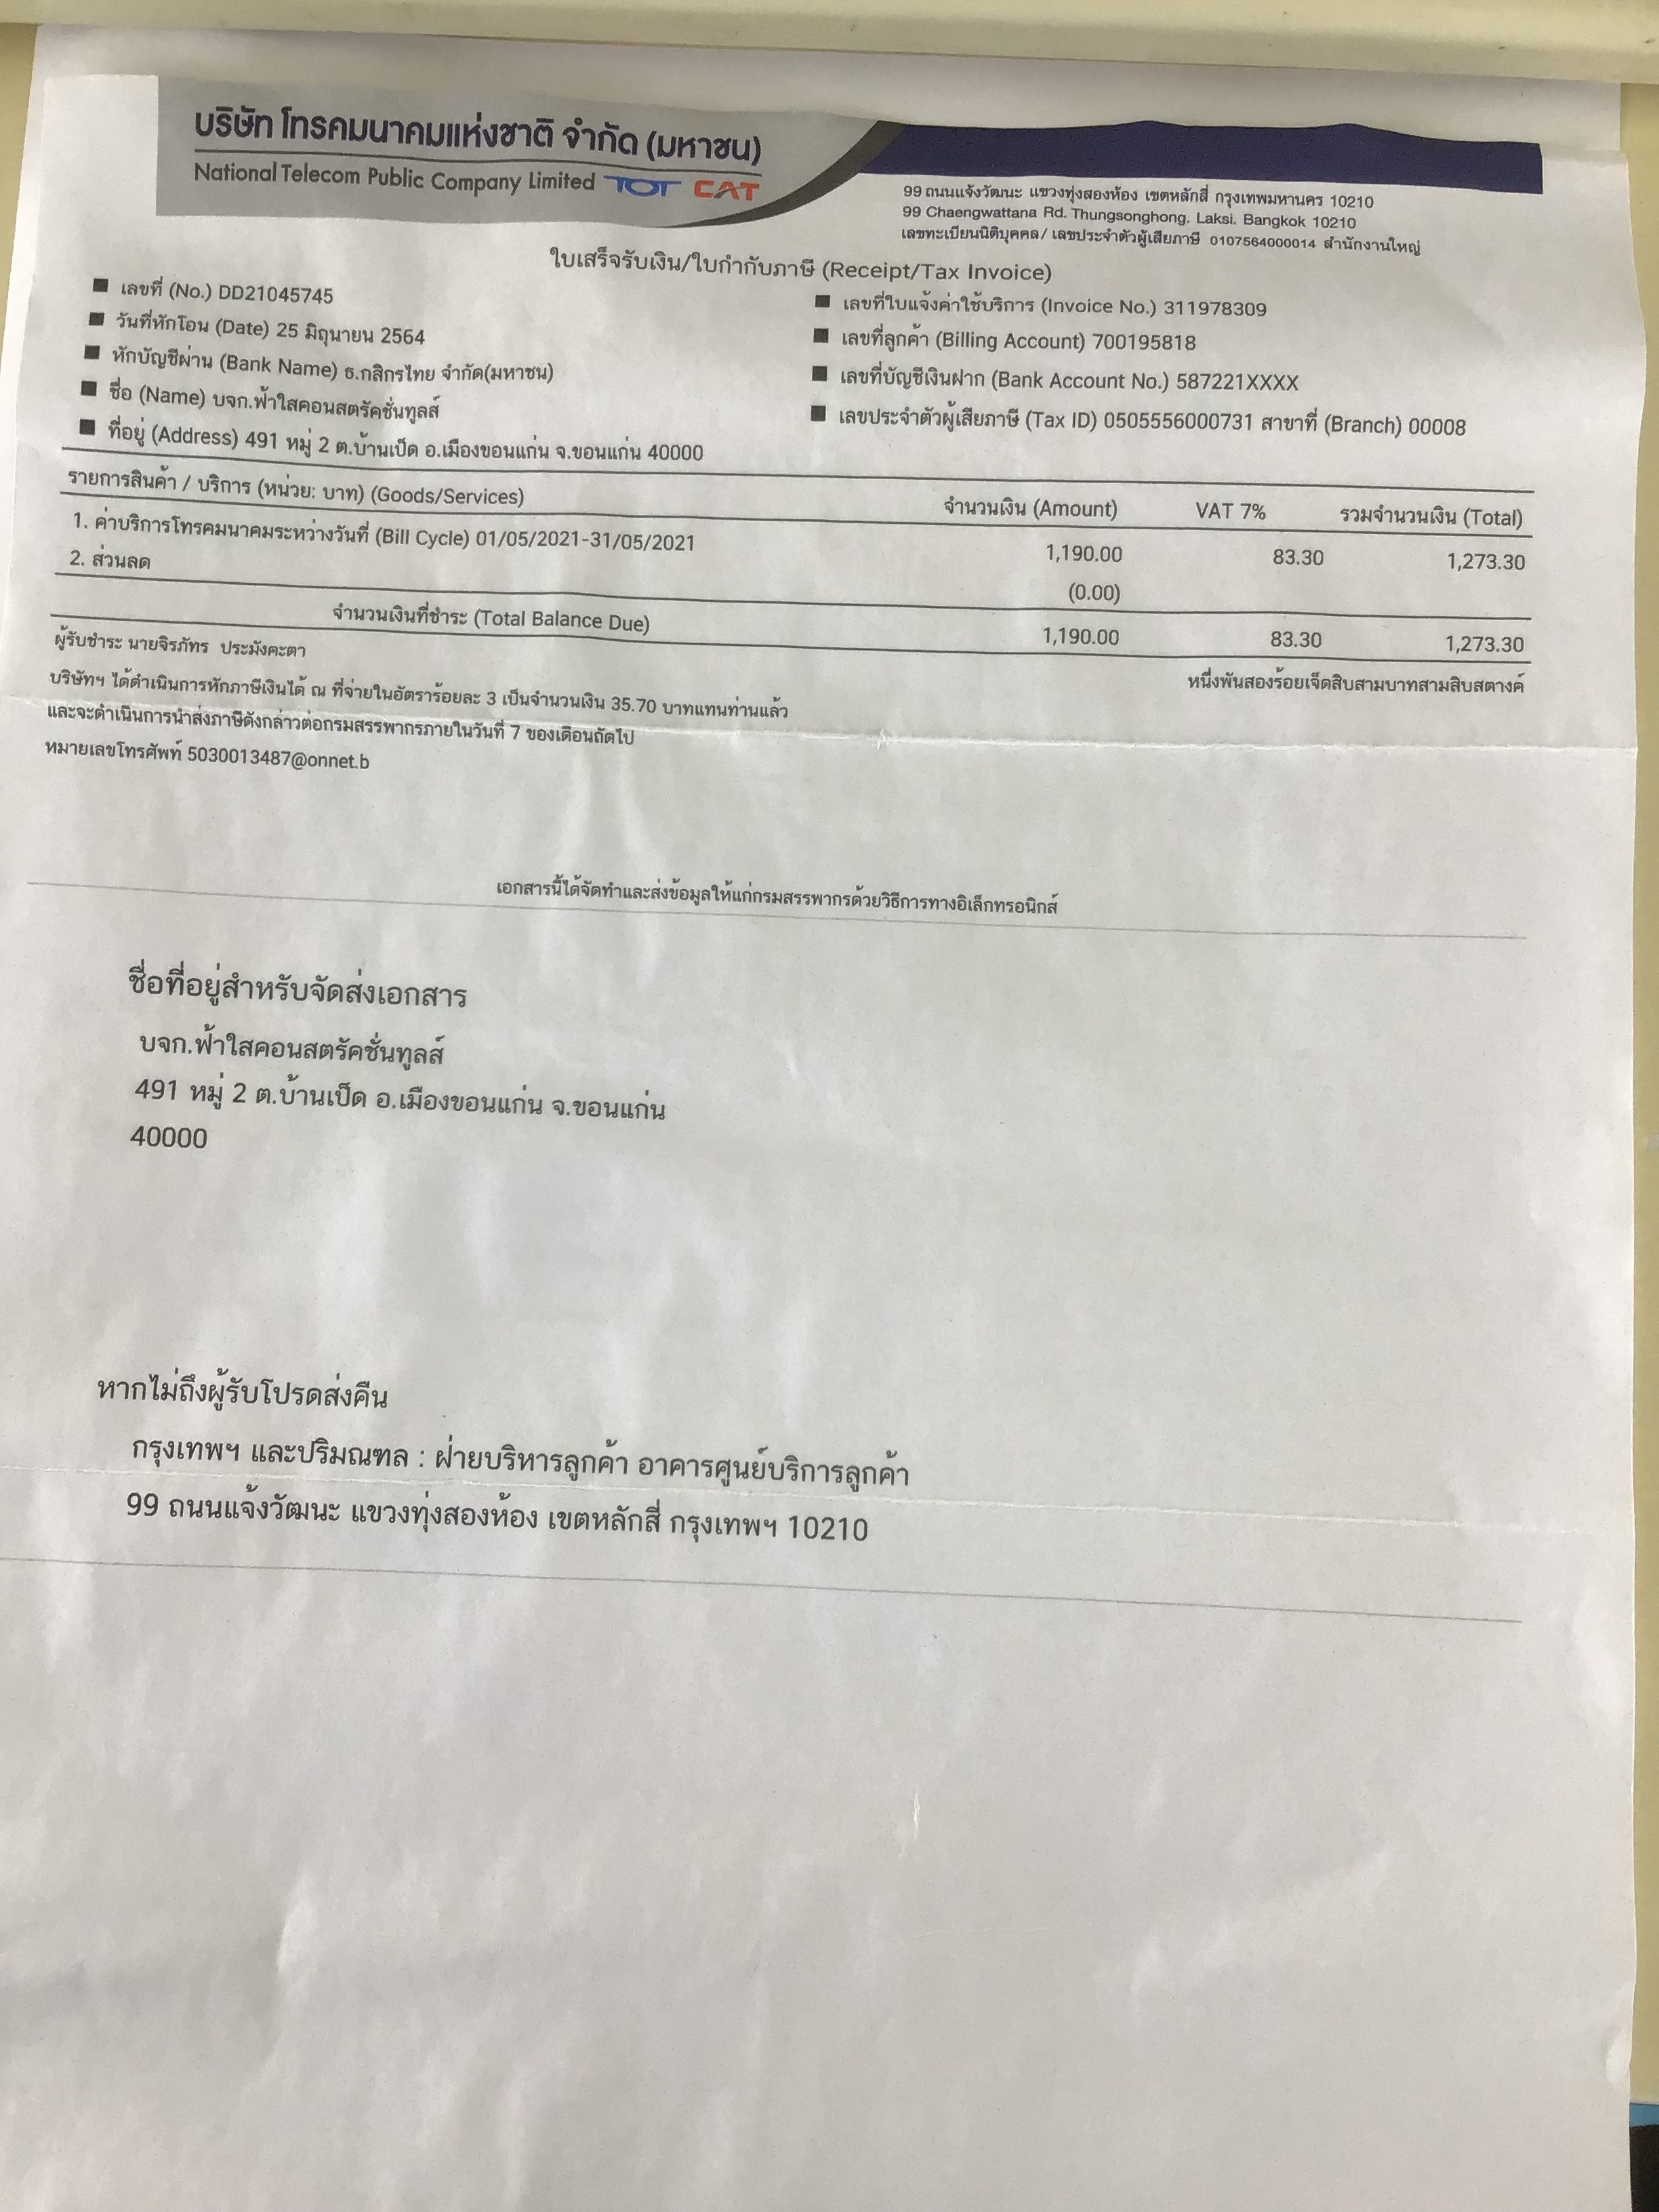 บริษัท โทรคมนาคมแห่งชาติ จำกัด (มหาชน)
National Telecom Public Company Limited TOT CAT
99 ถนนแจ้งวัฒนะ แขวงทุ่งสองห้อง เขตหลักสี่ กรุงเทพมหานคร 10210
99 Chaengwattana Rd. Thungsonghong. Laksi. Bangkok 10210
เลขทะเบียนนิติบุคคล/ เลขประจำตัวผู้เสียภาษี 0107564000014 สำนักงานใหญ่
ใบเสร็จรับเงิน/ใบกำกับภาษี (Receipt/Tax Invoice)
■ เลขที่ (No.) DD21045745
■ วันที่หักโอน (Date) 25 มิถุนายน 2564
■ หักบัญชีผ่าน (Bank Name) ธ.กสิกรไทย จำกัด(มหาชน)
■ ชื่อ (Name) บจก.ฟ้าใสคอนสตรัคชั่นทูลส์
■ ที่อยู่ (Address) 491 หมู่ 2 ต.บ้านเป็ด อ.เมืองขอนแก่น จ.ขอนแก่น 40000
■ เลขที่ใบแจ้งค่าใช้บริการ (Invoice No.) 311978309
■ เลขที่ลูกค้า (Billing Account) 700195818
■ เลขที่บัญชีเงินฝาก (Bank Account No.) 587221XXXX
■ เลขประจำตัวผู้เสียภาษี (Tax ID) 0505556000731 สาขาที่ (Branch) 00008
รายการสินค้า / บริการ (หน่วย: บาท) (Goods/Services) จำนวนเงิน (Amount) VAT 7% รวมจำนวนเงิน (Total)
1. ค่าบริการโทรคมนาคมระหว่างวันที่ (Bill Cycle) 01/05/2021-31/05/2021 1,190.00 83.30 1,273.30
2. ส่วนลด (0.00)
จำนวนเงินที่ชำระ (Total Balance Due) 1,190.00 83.30 1,273.30
ผู้รับชำระ นายจิรภัทร ประมังคะตา
หนึ่งพันสองร้อยเจ็ดสิบสามบาทสามสิบสตางค์
บริษัทฯ ได้ดำเนินการหักภาษีเงินได้ ณ ที่จ่ายในอัตราร้อยละ 3 เป็นจำนวนเงิน 35.70 บาทแทนท่านแล้ว
และจะดำเนินการนำส่งภาษีดังกล่าวต่อกรมสรรพากรภายในวันที่ 7 ของเดือนถัดไป
หมายเลขโทรศัพท์ 5030013487@onnet.b
เอกสารนี้ได้จัดทำและส่งข้อมูลให้แก่กรมสรรพากรด้วยวิธีการทางอิเล็กทรอนิกส์
ชื่อที่อยู่สำหรับจัดส่งเอกสาร
บจก.ฟ้าใสคอนสตรัคชั่นทูลส์
491 หมู่ 2 ต.บ้านเป็ด อ.เมืองขอนแก่น จ.ขอนแก่น
40000
หากไม่ถึงผู้รับโปรดส่งคืน
กรุงเทพฯ และปริมณฑล : ฝ่ายบริหารลูกค้า อาคารศูนย์บริการลูกค้า
99 ถนนแจ้งวัฒนะ แขวงทุ่งสองห้อง เขตหลักสี่ กรุงเทพฯ 10210